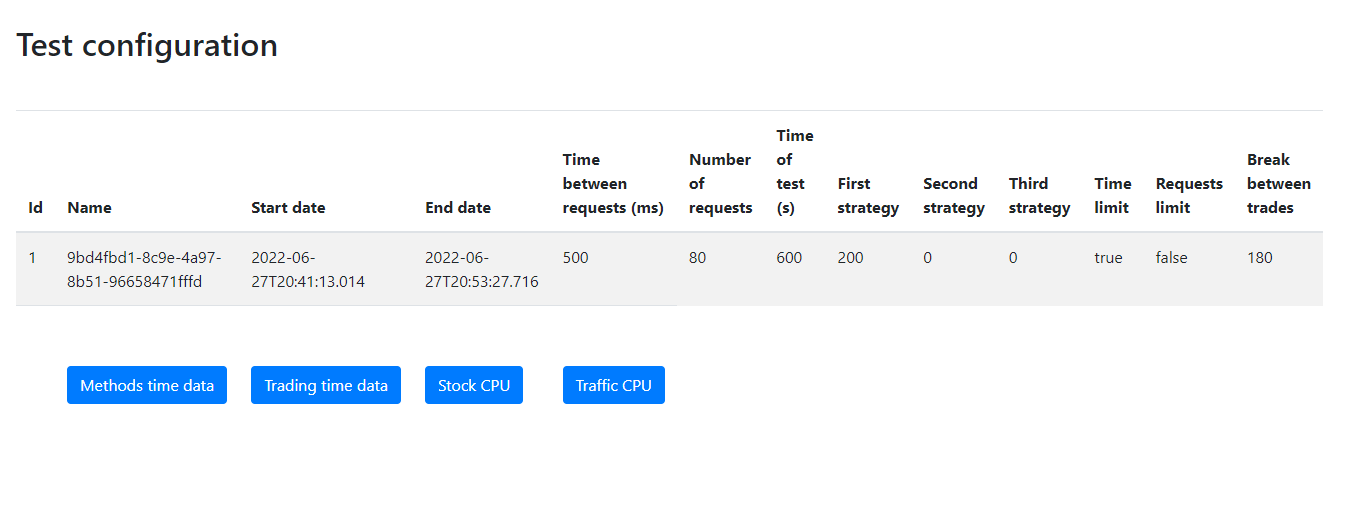 Test configuration
Id Name Start date End date Time between requests (ms) Number of requests Time of test (s) First strategy Second strategy Third strategy Time limit Requests limit Break between trades
1 9bd4fbd1-8c9e-4a97-8b51-96658471fffd 2022-06-27T20:41:13.014 2022-06-27T20:53:27.716 500 80 600 200 0 0 true false 180
Methods time data Trading time data Stock CPU Traffic CPU